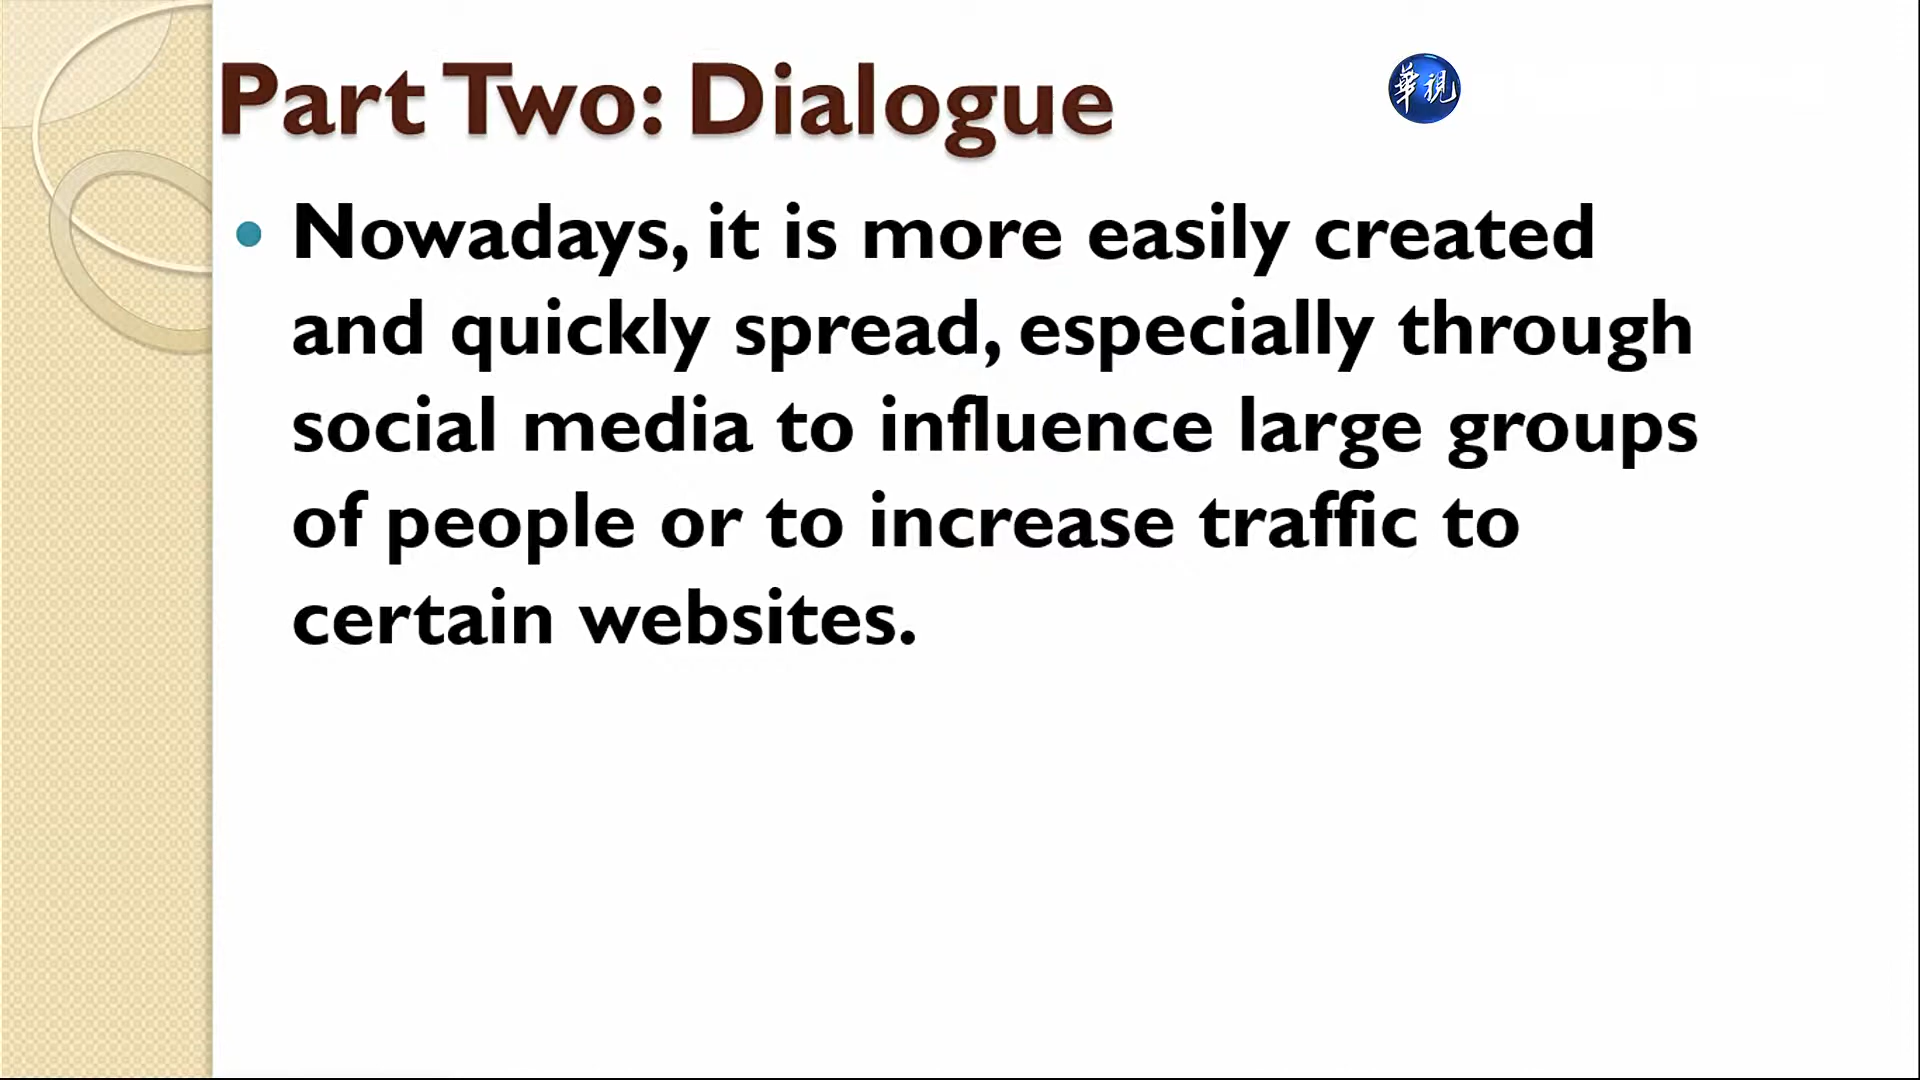 Part Two: Dialogue
華視
Nowadays, it is more easily created
and quickly spread, especially through
social media to influence large groups
of people or to increase traffic to
certain websites.